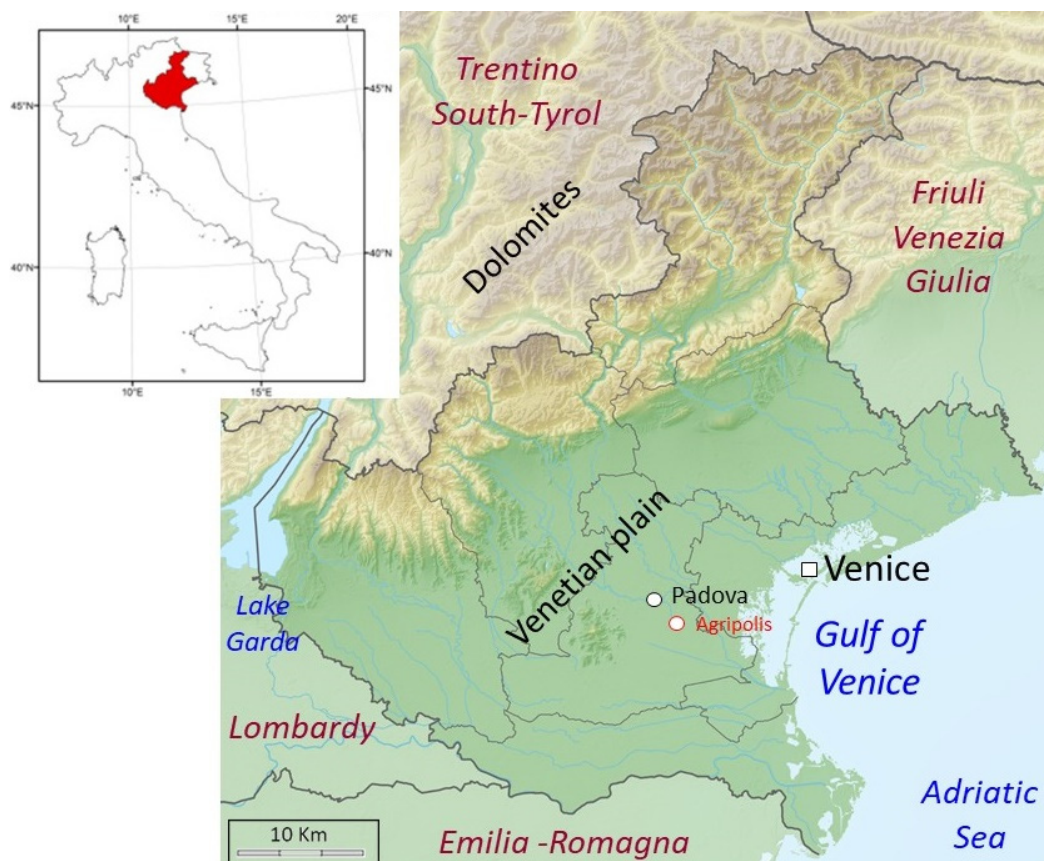 10°E 15°E 20°E
45°N 45°N
40°N 40°N
10°E 15°E
Trentino
South-Tyrol
Dolomites
Friuli
Venezia
Giulia
Venetian plain
Venice
Padova
Agripolis
Lake
Garda
Gulf of
Venice
Lombardy
Adriatic
Sea
10 Km
Emilia -Romagna